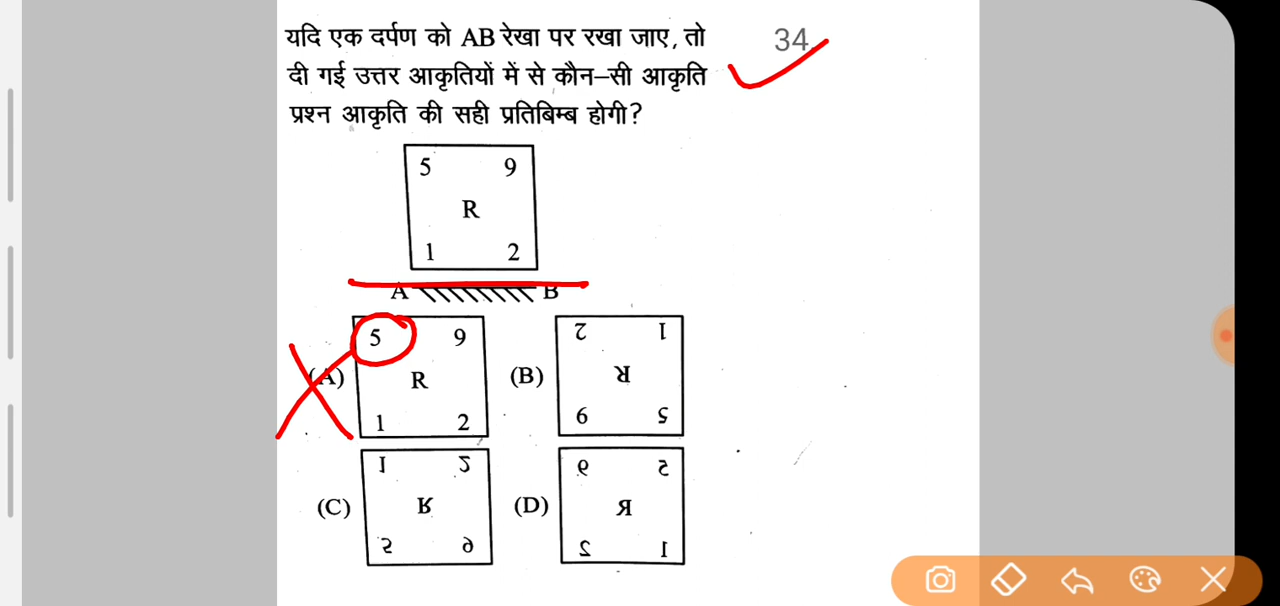 यदि एक दर्पण को AB रेखा पर रखा जाए, तो
34.
दी गई उत्तर आकृतियों में से कौन–सी आकृति
प्रश्न आकृति की सही प्रतिबिम्ब होगी?
5 9
R
1 2
A B
(A) 5 9
R
1 2
(B)
(C)
(D)